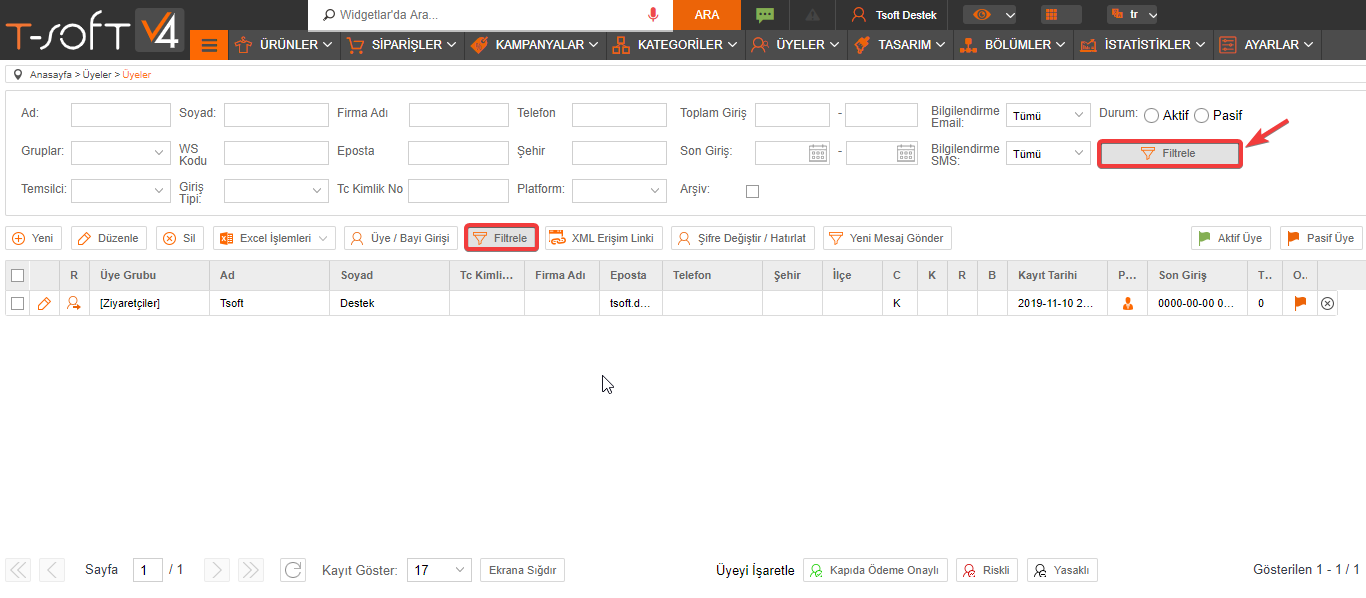 T-SOFT V4
Widgetlar'da Ara...
ARA
Tsoft Destek
tr
ÜRÜNLER
SİPARİŞLER
KAMPANYALAR
KATEGORİLER
ÜYELER
TASARIM
BÖLÜMLER
İSTATİSTİKLER
AYARLAR
Anasayfa > Üyeler > Üyeler
Ad:
Soyad:
Firma Adı
Telefon
Toplam Giriş
-
Bilgilendirme
Email:
Tümü
Durum:
Aktif
Pasif
Gruplar:
WS
Kodu
Eposta
Şehir
Son Giriş:
-
Bilgilendirme
SMS:
Tümü
Filtrele
Temsilci:
Giriş
Tipi:
Tc Kimlik No
Platform:
Arşiv:
Yeni
Düzenle
Sil
Excel İşlemleri
Üye / Bayi Girişi
Filtrele
XML Erişim Linki
Şifre Değiştir / Hatırlat
Yeni Mesaj Gönder
Aktif Üye
Pasif Üye
R
Üye Grubu
Ad
Soyad
Tc Kimli...
Firma Adı
Eposta
Telefon
Şehir
İlçe
C
K
R
B
Kayıt Tarihi
P...
Son Giriş
T..
O..
[Ziyaretçiler]
Tsoft
Destek
tsoft.d...
K
2019-11-10 2...
0000-00-00 0...
0
Sayfa
1
/ 1
Kayıt Göster:
17
Ekrana Sığdır
Üyeyi İşaretle
Kapıda Ödeme Onaylı
Riskli
Yasaklı
Gösterilen 1 - 1 / 1